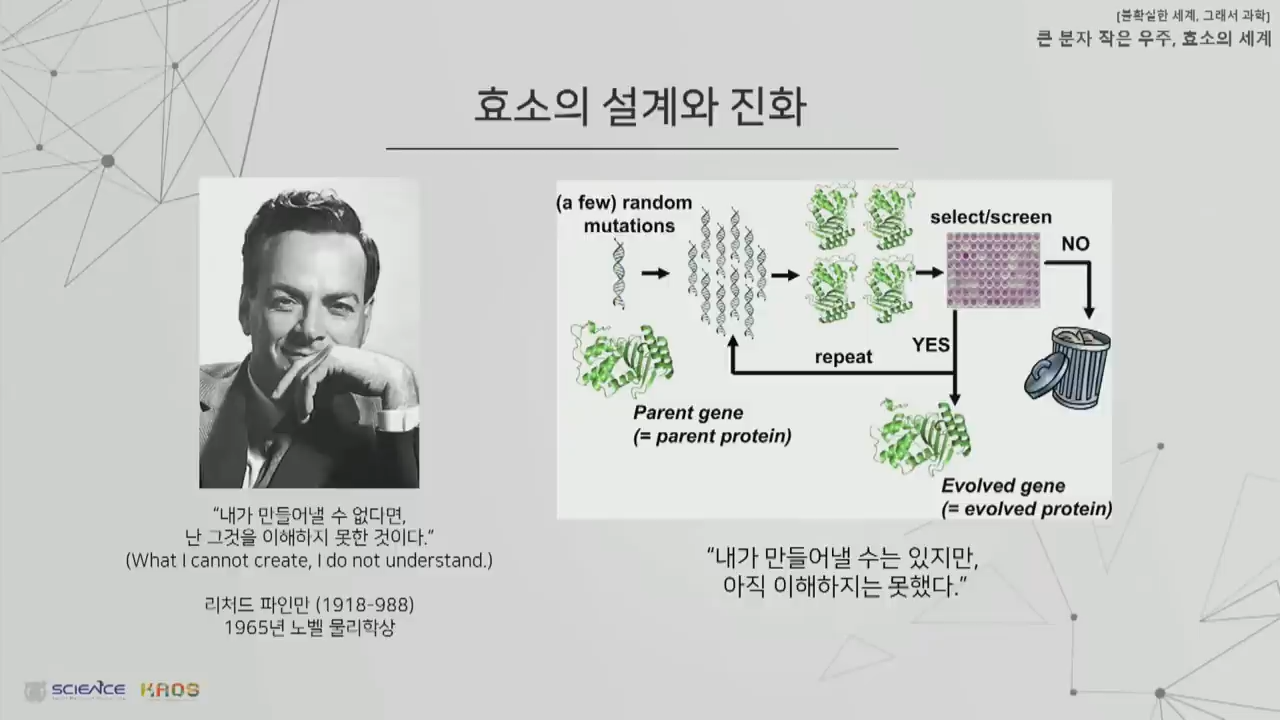 [불확실한 세계, 그래서 과학]
큰 분자 작은 우주, 효소의 세계
효소의 설계와 진화
(a few) random
mutations
select/screen
NO
YES
repeat
Parent gene
(= parent protein)
Evolved gene
(= evolved protein)
“내가 만들어낼 수 없다면,
난 그것을 이해하지 못한 것이다.”
(What I cannot create, I do not understand.)
리처드 파인만 (1918-988)
1965년 노벨 물리학상
“내가 만들어낼 수는 있지만,
아직 이해하지는 못했다.”
SCIENCE
KAOS